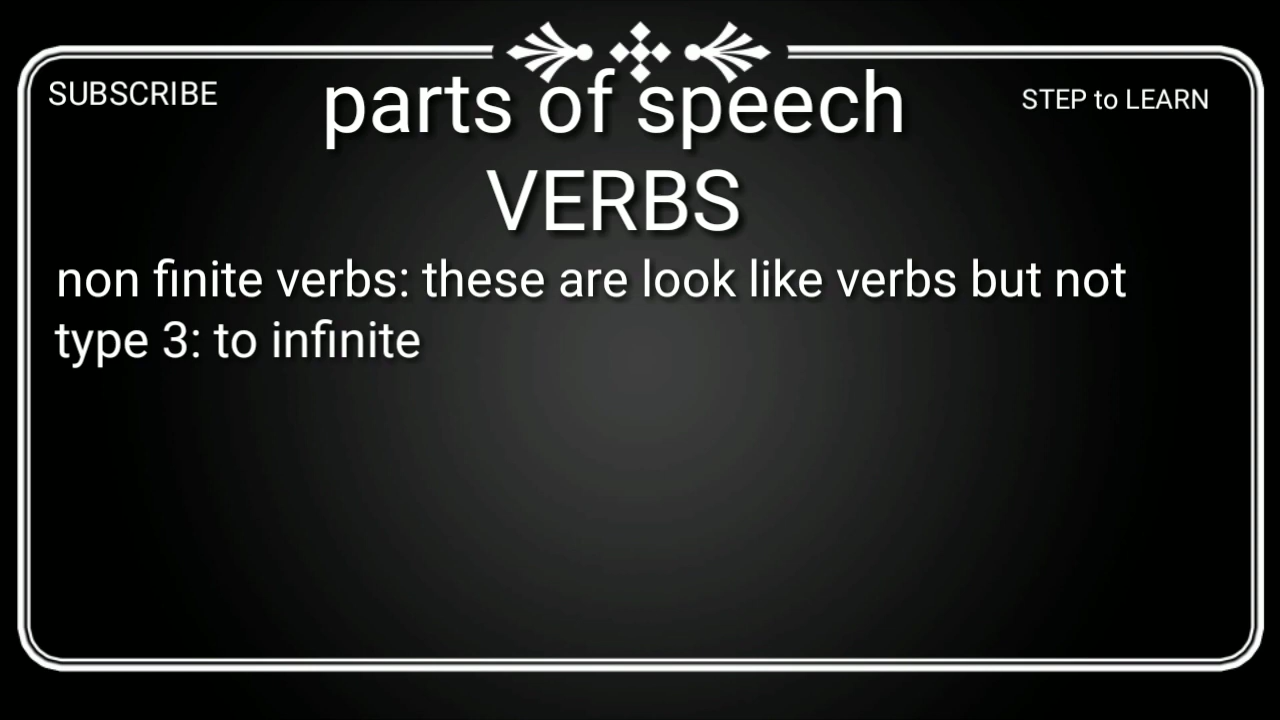 SUBSCRIBE
parts of speech
STEP to LEARN
VERBS
non finite verbs: these are look like verbs but not
type 3: to infinite